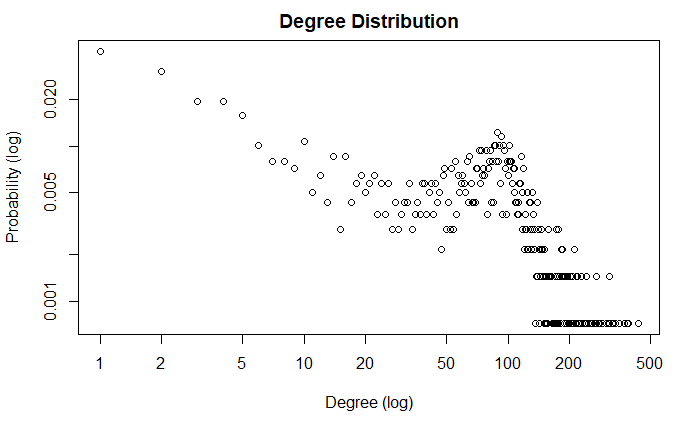 Degree Distribution
Probability (log)
0.020
0.005
0.001
1 2 5 10 20 50 100 200 500
Degree (log)